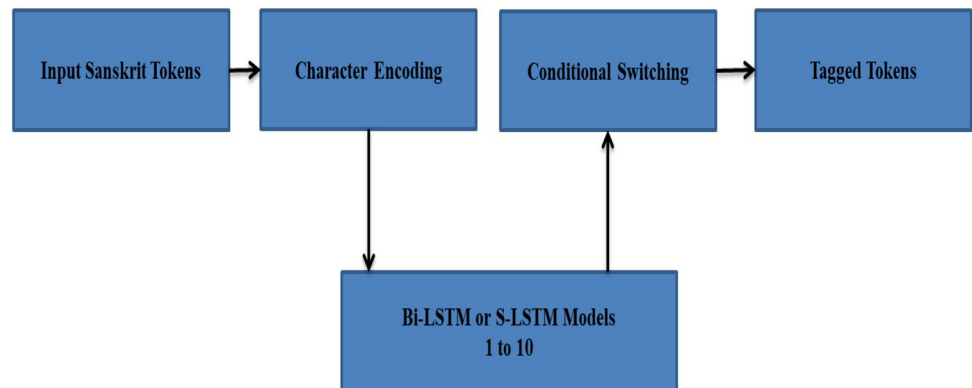 Input Sanskrit Tokens
Character Encoding
Conditional Switching
Tagged Tokens
Bi-LSTM or S-LSTM Models
1 to 10